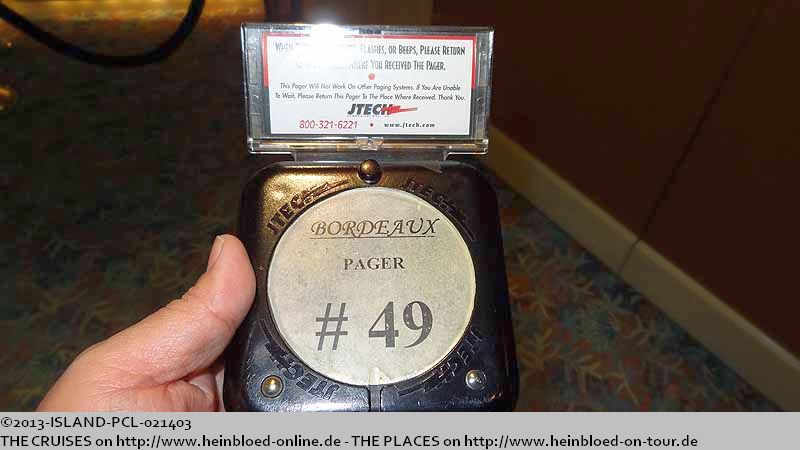 WHEN FLASHES, OR BEEPS, PLEASE RETURN
WHERE YOU RECEIVED THE PAGER.
This Pager Will Not Work On Other Paging Systems. If You Are Unable
To Wait, Please Return This Pager To The Place Where Received. Thank You.
JTECH
800-321-6221 • www.jtech.com
JTECH JTECH
BORDEAUX
PAGER
# 49
JTECH JTECH
©2013-ISLAND-PCL-021403
THE CRUISES on http://www.heinbloed-online.de - THE PLACES on http://www.heinbloed-on-tour.de